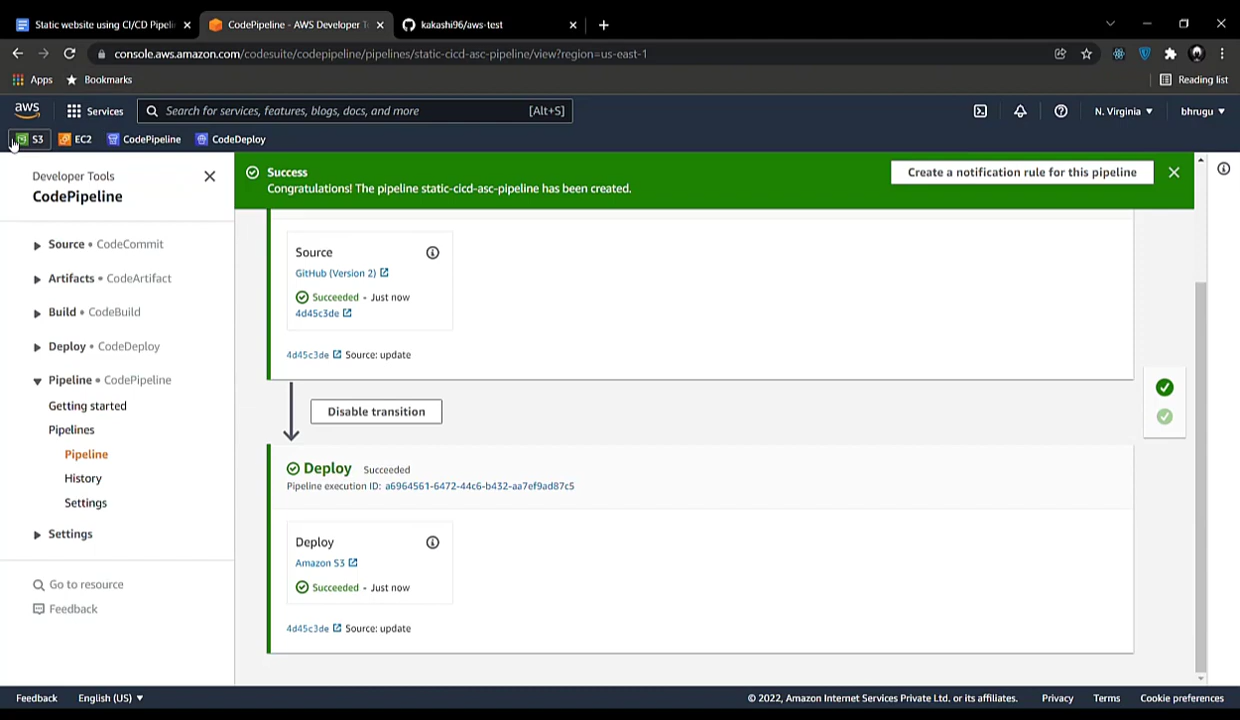 Static website using CI/CD Pipeli
CodePipeline - AWS Developer T
kakashi96/aws-test
console.aws.amazon.com/codesuite/codepipeline/pipelines/static-cicd-asc-pipeline/view?region=us-east-1
Apps
Bookmarks
Reading list
aws
Services
Search for services, features, blogs, docs, and more
[Alt+S]
N. Virginia
bhrugu
S3
EC2
CodePipeline
CodeDeploy
Developer Tools
CodePipeline
Source • CodeCommit
Artifacts • CodeArtifact
Build • CodeBuild
Deploy • CodeDeploy
Pipeline • CodePipeline
Getting started
Pipelines
Pipeline
History
Settings
Settings
Go to resource
Feedback
Success
Congratulations! The pipeline static-cicd-asc-pipeline has been created.
Create a notification rule for this pipeline
Source
GitHub (Version 2)
Succeeded - Just now
4d45c3de
4d45c3de Source: update
Disable transition
Deploy Succeeded
Pipeline execution ID: a6964561-6472-44c6-b432-aa7ef9ad87c5
Deploy
Amazon S3
Succeeded - Just now
4d45c3de Source: update
Feedback
English (US)
© 2022, Amazon Internet Services Private Ltd. or its affiliates.
Privacy
Terms
Cookie preferences